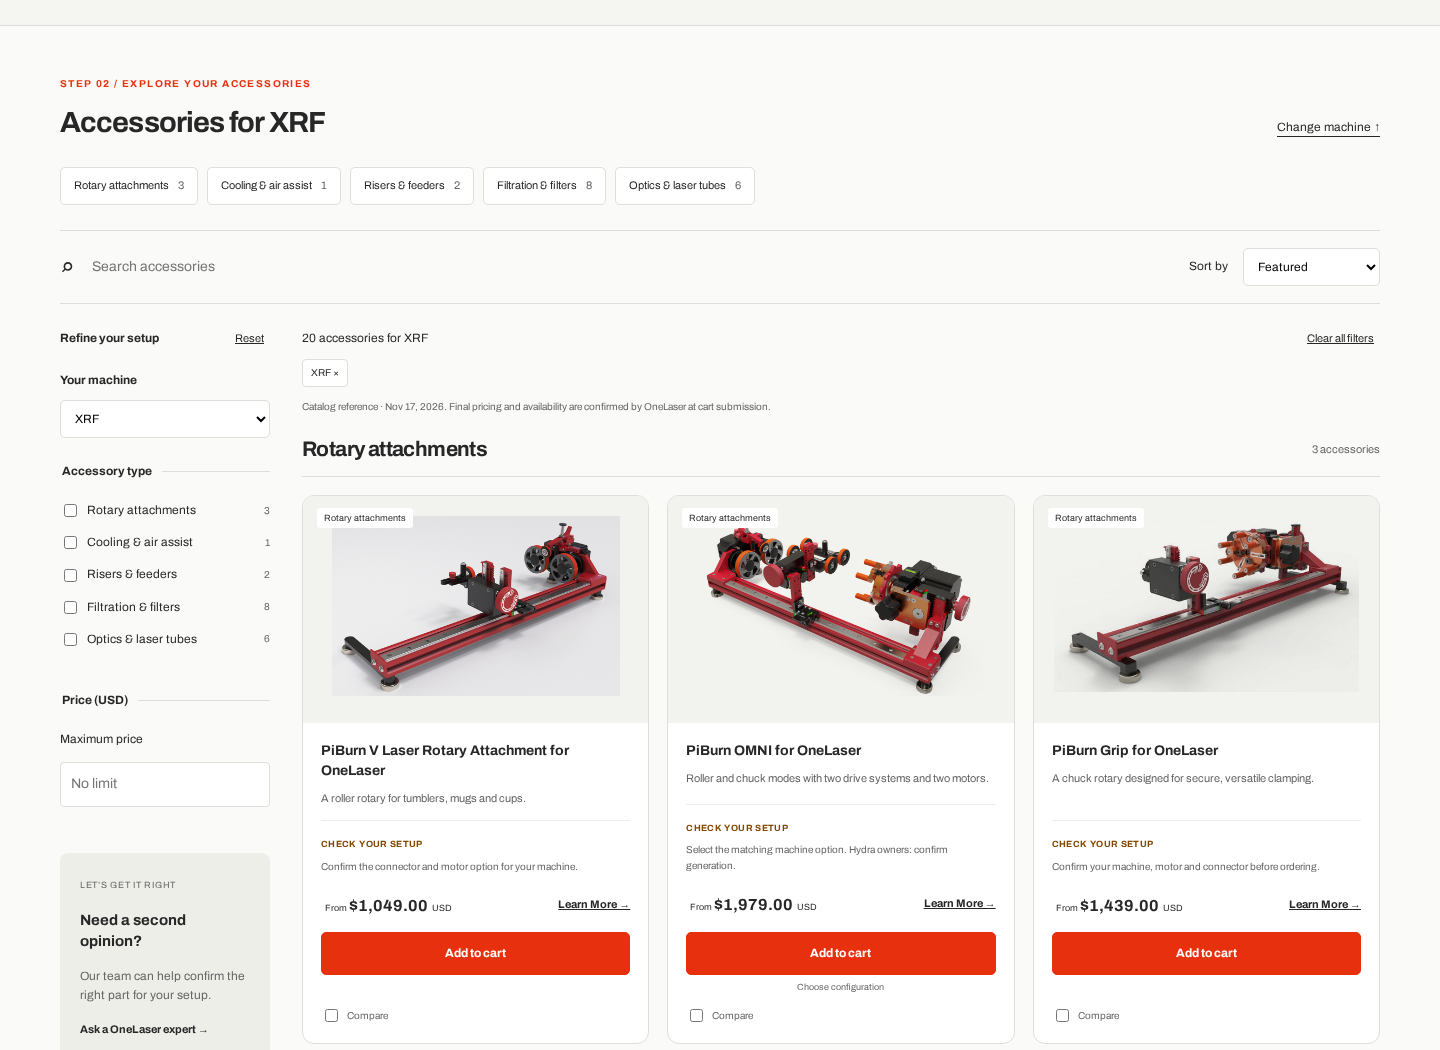 STEP 02 / EXPLORE YOUR ACCESSORIES
Accessories for XRF
Change machine ↑
Rotary attachments 3
Cooling & air assist 1
Risers & feeders 2
Filtration & filters 8
Optics & laser tubes 6
Search accessories
Sort by
Featured
Refine your setup
Reset
Your machine
XRF
Accessory type
Rotary attachments 3
Cooling & air assist 1
Risers & feeders 2
Filtration & filters 8
Optics & laser tubes 6
Price (USD)
Maximum price
No limit
LET'S GET IT RIGHT
Need a second
opinion?
Our team can help confirm the
right part for your setup.
Ask a OneLaser expert →
20 accessories for XRF
Clear all filters
XRF ×
Catalog reference · Nov 17, 2026. Final pricing and availability are confirmed by OneLaser at cart submission.
Rotary attachments
3 accessories
Rotary attachments
PiBurn V Laser Rotary Attachment for
OneLaser
A roller rotary for tumblers, mugs and cups.
CHECK YOUR SETUP
Confirm the connector and motor option for your machine.
From $1,049.00 USD
Learn More →
Add to cart
Compare
Rotary attachments
PiBurn OMNI for OneLaser
Roller and chuck modes with two drive systems and two motors.
CHECK YOUR SETUP
Select the matching machine option. Hydra owners: confirm
generation.
From $1,979.00 USD
Learn More →
Add to cart
Choose configuration
Compare
Rotary attachments
PiBurn Grip for OneLaser
A chuck rotary designed for secure, versatile clamping.
CHECK YOUR SETUP
Confirm your machine, motor and connector before ordering.
From $1,439.00 USD
Learn More →
Add to cart
Compare